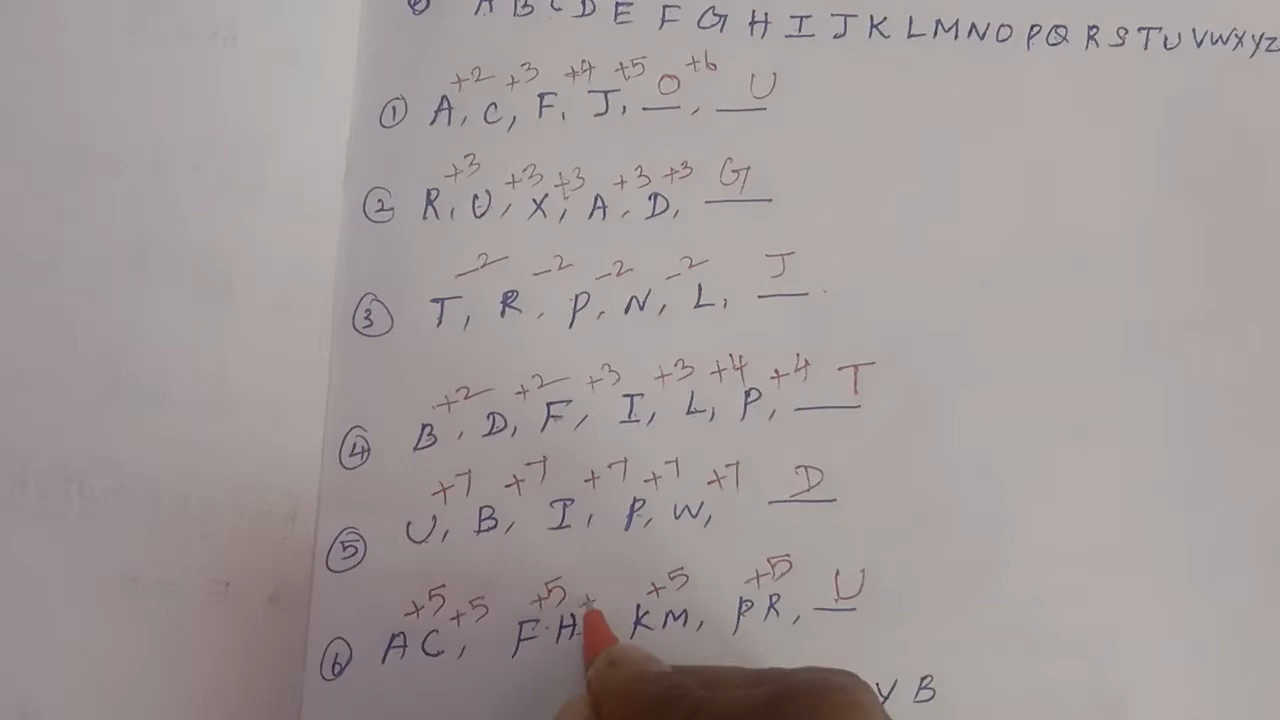 A B C D E F G H I J K L M N O P Q R S T U V W X Y Z
+2 +3 +4 +5 +6
① A, C, F, J, O, U
+3 +3 +3 +3 +3
② R, U, X, A, D, G
-2 -2 -2 -2
③ T, R, P, N, L, J
+2 +2 +3 +3 +4 +4
④ B, D, F, I, L, P, T
+7 +7 +7 +7 +7
⑤ U, B, I, P, W, D
+5 +5 +5 +5 +5
⑥ AC, F.H, KM, PR, U
Y B